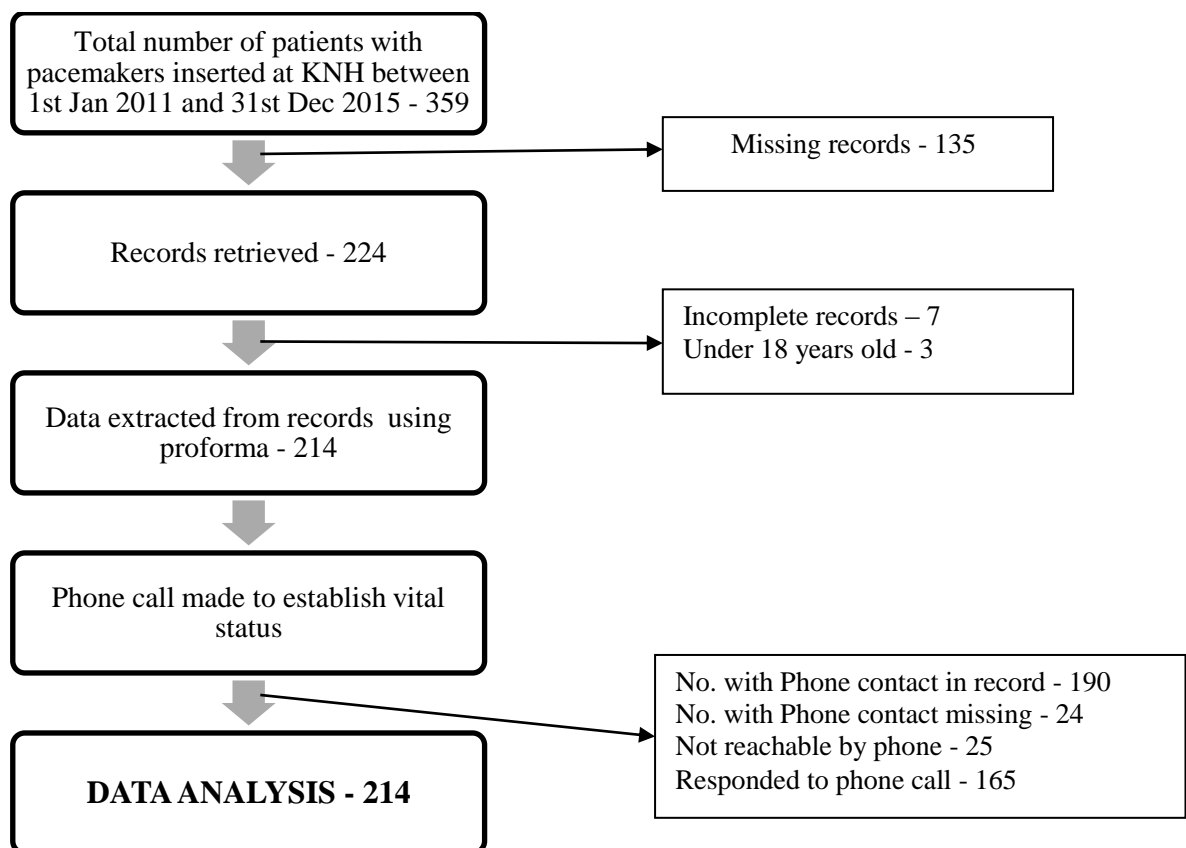 Total number of patients with
pacemakers inserted at KNH between
1st Jan 2011 and 31st Dec 2015 - 359
Missing records - 135
Records retrieved - 224
Incomplete records – 7
Under 18 years old - 3
Data extracted from records using
proforma - 214
Phone call made to establish vital
status
No. with Phone contact in record - 190
No. with Phone contact missing - 24
Not reachable by phone - 25
Responded to phone call - 165
DATA ANALYSIS - 214